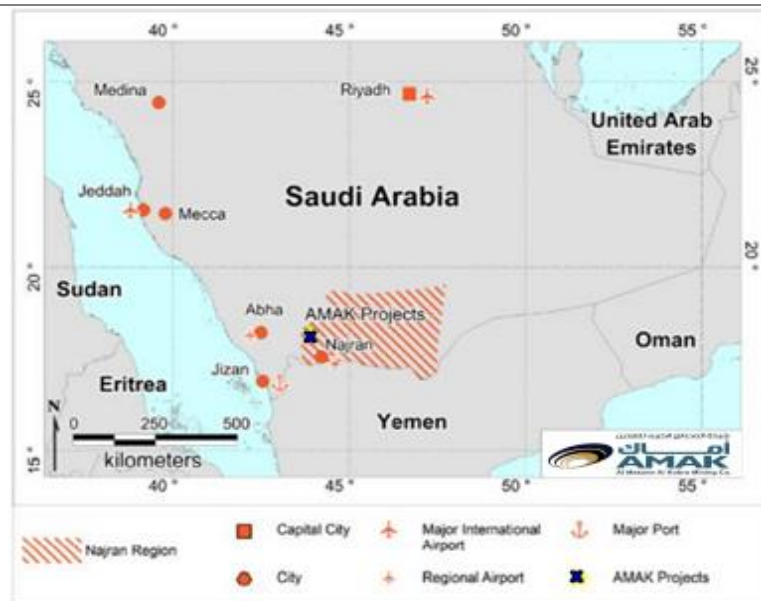 40 °
45 °
50 °
55 °
Medina
Riyadh
25 °
25 °
United Arab
Emirates
Saudi Arabia
Jeddah
Mecca
20 °
20 °
Sudan
Abha
AMAK Projects
Najran
Oman
Jizan
Eritrea
Yemen
N
0 250 500
kilometers
15 °
أماك
AMAK
Al Masane Al Kobra Mining Co.
40 °
45 °
50 °
55 °
Najran Region
Capital City
Major International
Airport
Major Port
City
Regional Airport
AMAK Projects